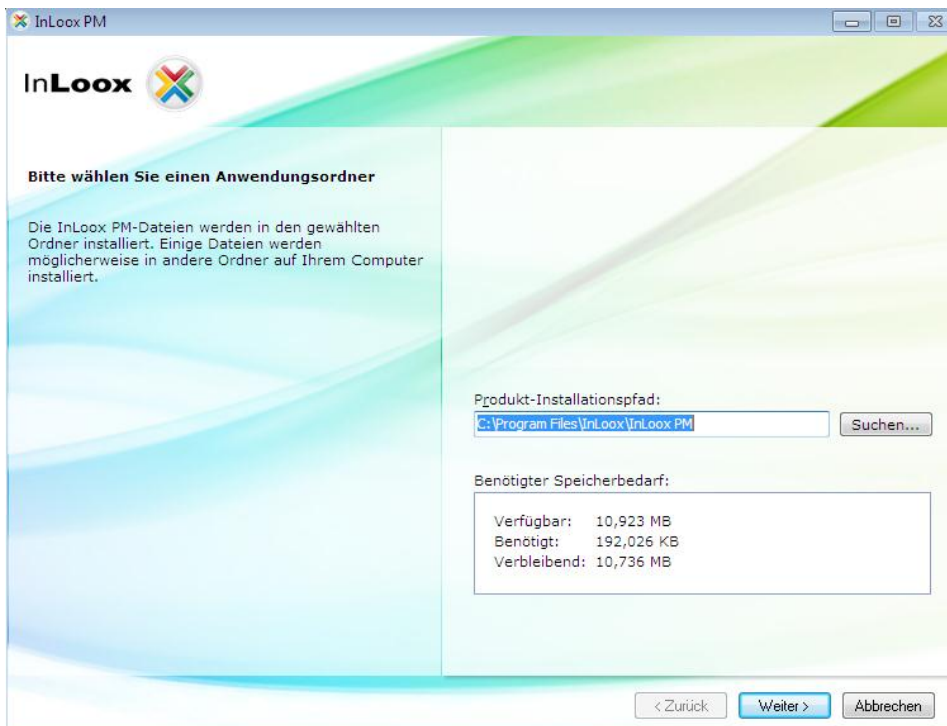 InLoox PM
InLoox
Bitte wählen Sie einen Anwendungsordner
Die InLoox PM-Dateien werden in den gewählten
Ordner installiert. Einige Dateien werden
möglicherweise in andere Ordner auf Ihrem Computer
installiert.
Produkt-Installationspfad:
C:\Program Files\InLoox\InLoox PM
Suchen...
Benötigter Speicherbedarf:
Verfügbar: 10,923 MB
Benötigt: 192,026 KB
Verbleibend: 10,736 MB
< Zurück
Weiter >
Abbrechen